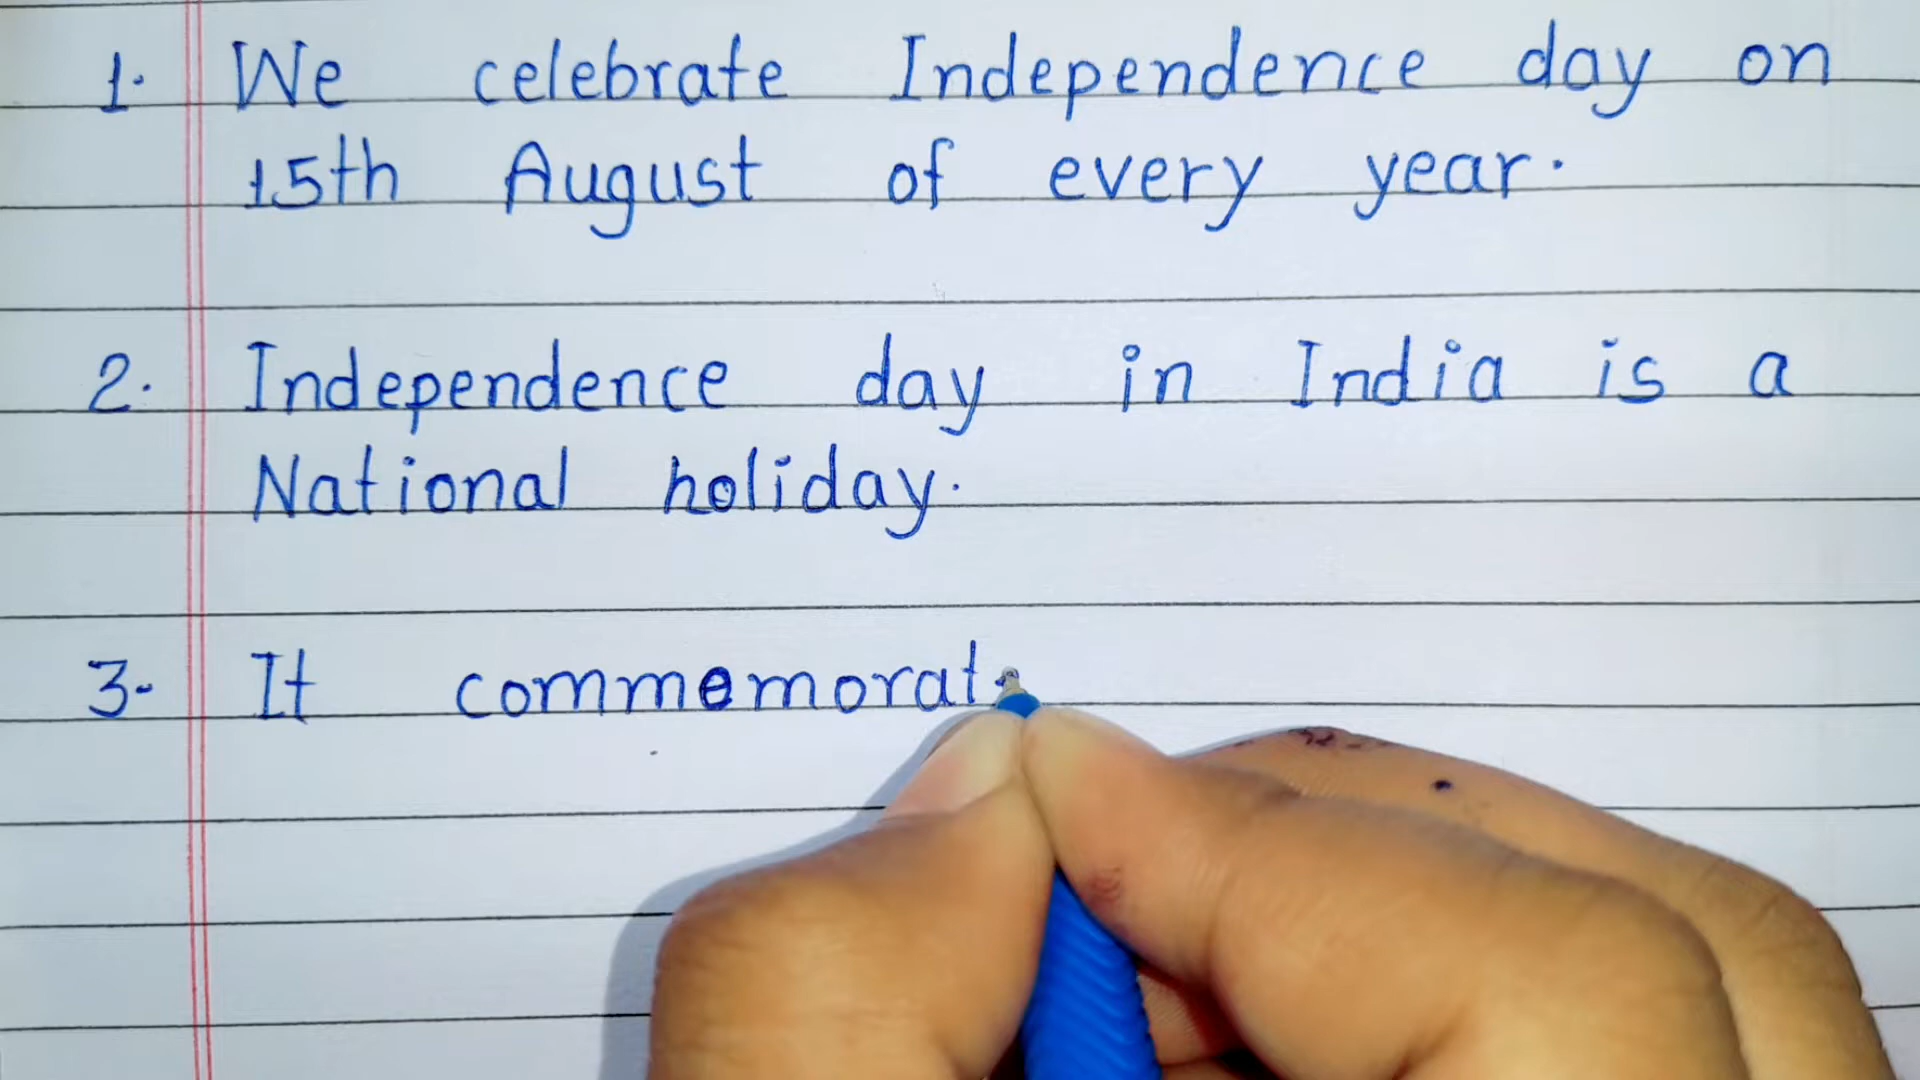 1. We celebrate Independence day on
15th August of every year.
2. Independence day in India is a
National holiday.
3. It commemorate